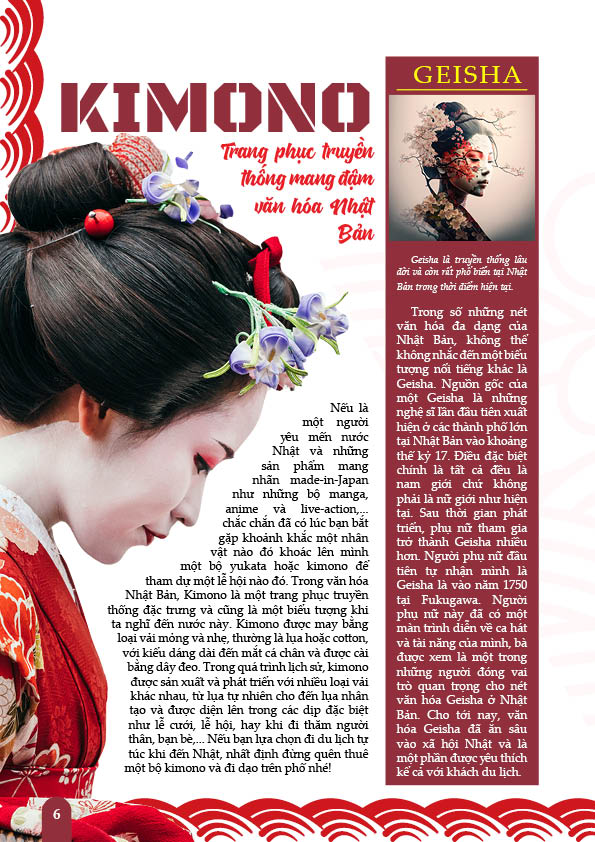 KIMONO
Trang phục truyền
thống mang đậm
văn hóa Nhật
Bản
Nếu là
một người
yêu mến nước
Nhật và những
sản phẩm mang
nhãn made-in-Japan
như những bộ manga,
anime và live-action,...
chắc chắn đã có lúc bạn bắt
gặp khoảnh khắc một nhân
vật nào đó khoác lên mình
một bộ yukata hoặc kimono để
tham dự một lễ hội nào đó. Trong văn hóa
Nhật Bản, Kimono là một trang phục truyền
thống đặc trưng và cũng là một biểu tượng khi
ta nghĩ đến nước này. Kimono được may bằng
loại vải mỏng và nhẹ, thường là lụa hoặc cotton,
với kiểu dáng dài đến mắt cá chân và được cài
bằng dây đeo. Trong quá trình lịch sử, kimono
được sản xuất và phát triển với nhiều loại vải
khác nhau, từ lụa tự nhiên cho đến lụa nhân
tạo và được diện lên trong các dịp đặc biệt
như lễ cưới, lễ hội, hay khi đi thăm người
thân, bạn bè,... Nếu bạn lựa chọn đi du lịch tự
túc khi đến Nhật, nhất định đừng quên thuê
một bộ kimono và đi dạo trên phố nhé!
GEISHA
Geisha là truyền thống lâu
đời và còn rất phổ biến tại Nhật
Bản trong thời điểm hiện tại.
Trong số những nét
văn hóa đa dạng của
Nhật Bản, không thể
không nhắc đến một biểu
tượng nổi tiếng khác là
Geisha. Nguồn gốc của
một Geisha là những
nghệ sĩ lần đầu tiên xuất
hiện ở các thành phố lớn
tại Nhật Bản vào khoảng
thế kỷ 17. Điều đặc biệt
chính là tất cả đều là
nam giới chứ không
phải là nữ giới như hiện
tại. Sau thời gian phát
triển, phụ nữ tham gia
trở thành Geisha nhiều
hơn. Người phụ nữ đầu
tiên tự nhận mình là
Geisha là vào năm 1750
tại Fukugawa. Người
phụ nữ này đã có một
màn trình diễn về ca hát
và tài năng của mình, bà
được xem là một trong
những người đóng vai
trò quan trọng cho nét
văn hóa Geisha ở Nhật
Bản. Cho tới nay, văn
hóa Geisha đã ăn sâu
vào xã hội Nhật và là
một phần được yêu thích
kể cả với khách du lịch.
6